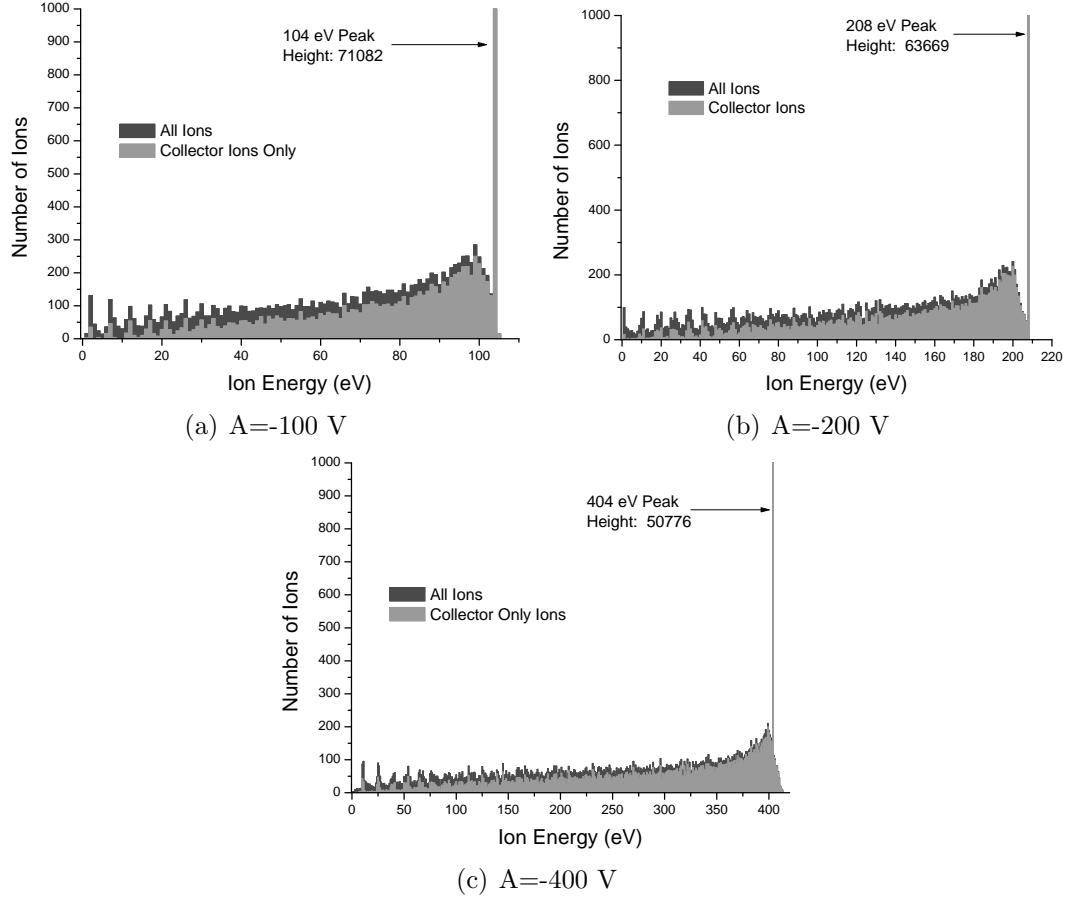 1000
900
800
700
600
500
400
300
200
100
0
Number of Ions
104 eV Peak
Height: 71082
All Ions
Collector Ions Only
0 20 40 60 80 100
Ion Energy (eV)
(a) A=-100 V
1000
800
600
400
200
0
Number of Ions
208 eV Peak
Height: 63669
All Ions
Collector Ions
0 20 40 60 80 100 120 140 160 180 200 220
Ion Energy (eV)
(b) A=-200 V
1000
900
800
700
600
500
400
300
200
100
0
Number of Ions
404 eV Peak
Height: 50776
All Ions
Collector Only Ions
0 50 100 150 200 250 300 350 400
Ion Energy (eV)
(c) A=-400 V